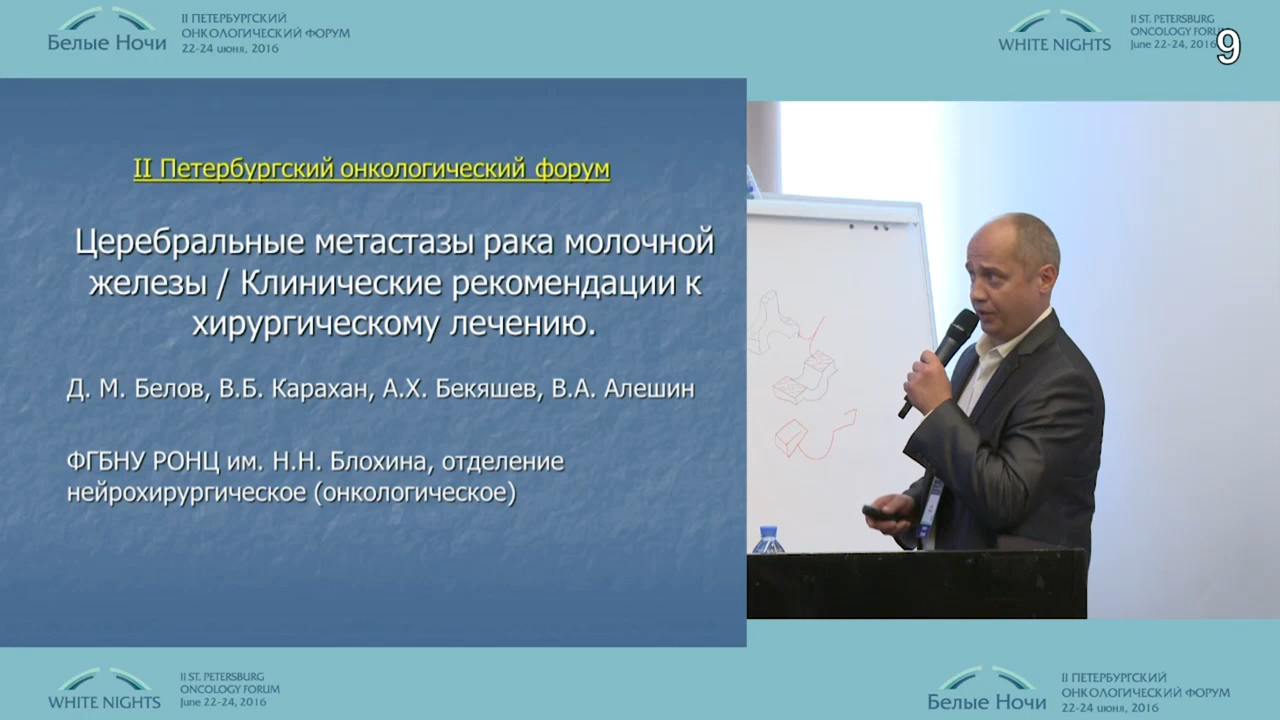 Белые Ночи
II ПЕТЕРБУРГСКИЙ
ОНКОЛОГИЧЕСКИЙ ФОРУМ
22-24 июня, 2016
WHITE NIGHTS
II ST. PETERSBURG
ONCOLOGY FORUM
June 22-24, 2016
9
II Петербургский онкологический форум
Церебральные метастазы рака молочной
железы / Клинические рекомендации к
хирургическому лечению.
Д. М. Белов, В.Б. Карахан, А.Х. Бекяшев, В.А. Алешин
ФГБНУ РОНЦ им. Н.Н. Блохина, отделение
нейрохирургическое (онкологическое)
WHITE NIGHTS
II ST. PETERSBURG
ONCOLOGY FORUM
June 22-24, 2016
Белые Ночи
II ПЕТЕРБУРГСКИЙ
ОНКОЛОГИЧЕСКИЙ ФОРУМ
22-24 июня, 2016